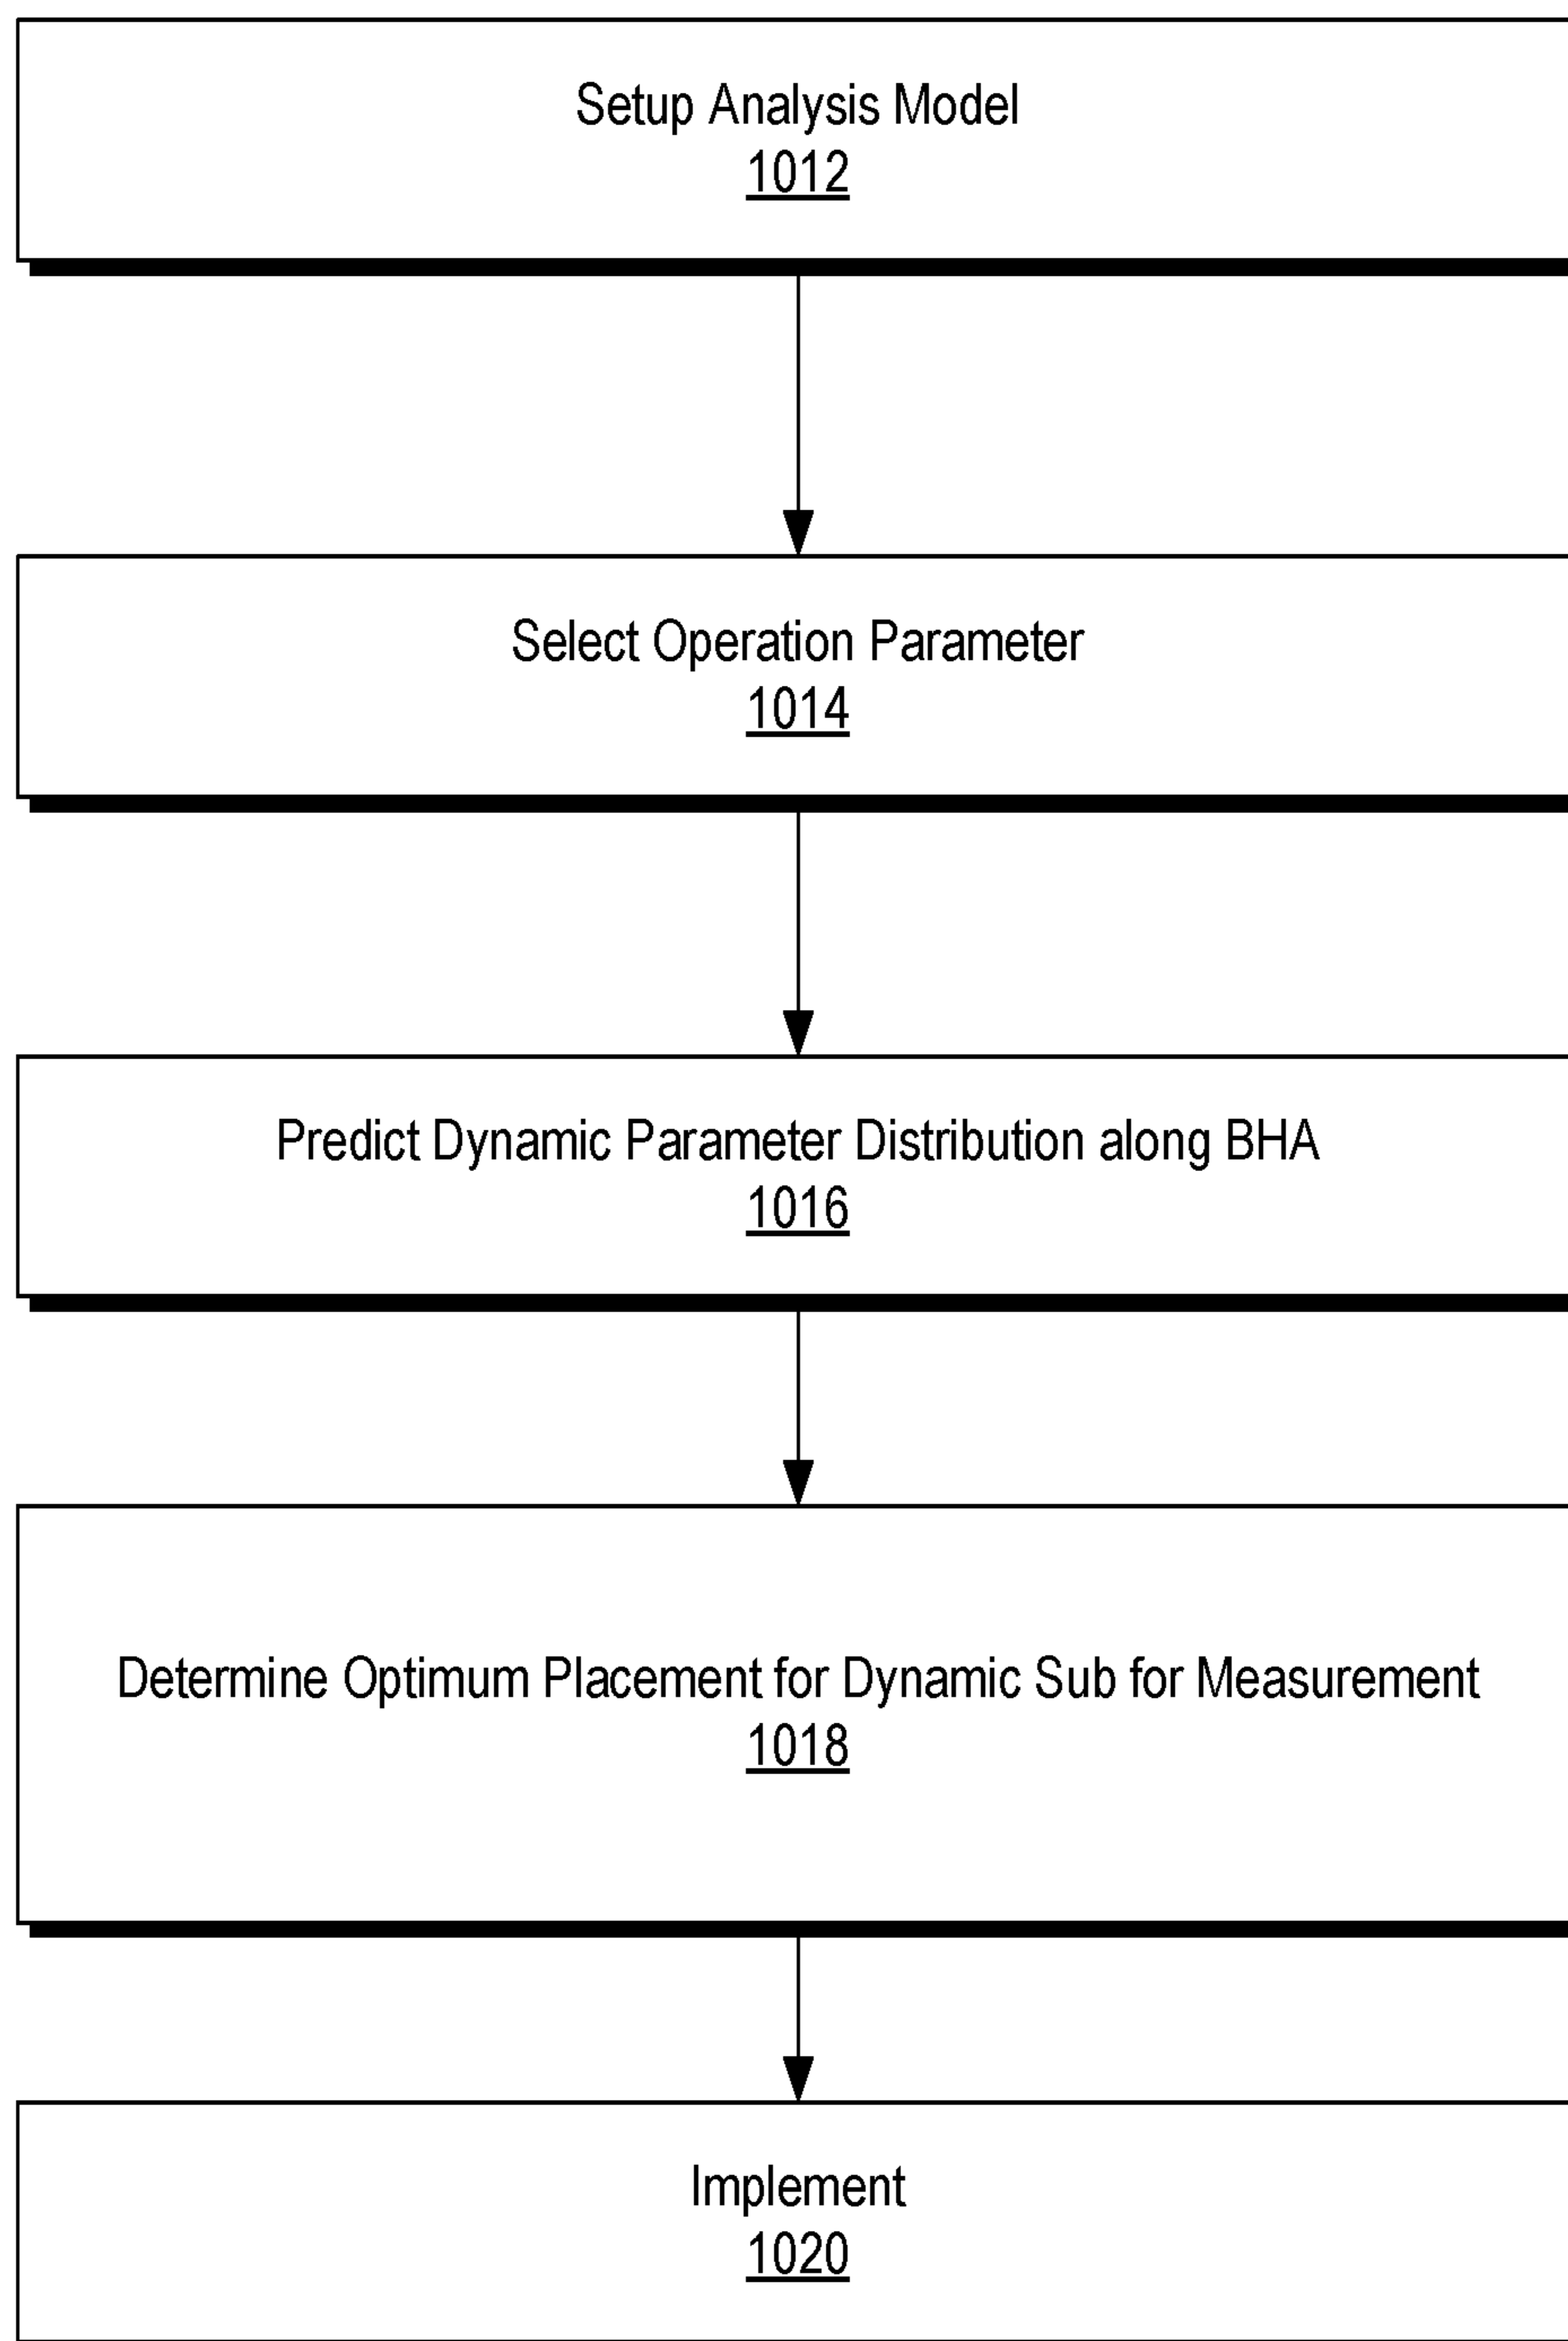 Setup Analysis Model
1012
Select Operation Parameter
1014
Predict Dynamic Parameter Distribution along BHA
1016
Determine Optimum Placement for Dynamic Sub for Measurement
1018
Implement
1020